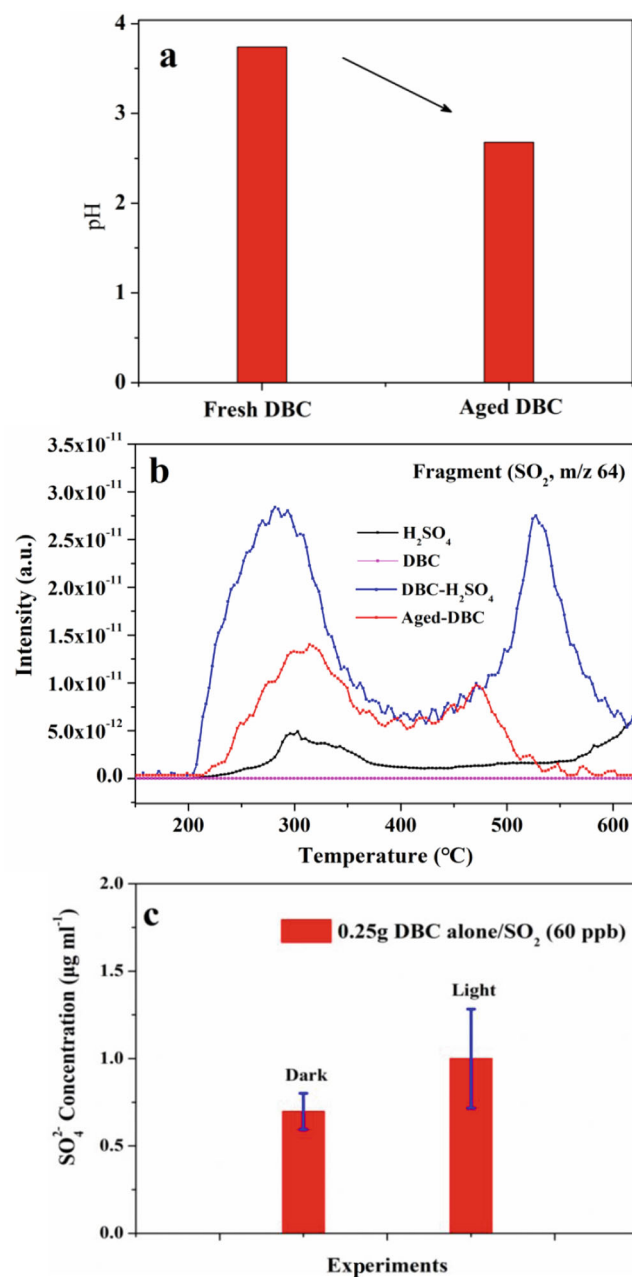 a
4
3
2
1
0
pH
Fresh DBC
Aged DBC
b
Fragment (SO₂, m/z 64)
3.5x10⁻¹¹
3.0x10⁻¹¹
2.5x10⁻¹¹
2.0x10⁻¹¹
1.5x10⁻¹¹
1.0x10⁻¹¹
5.0x10⁻¹²
0.0
Intensity (a.u.)
H₂SO₄
DBC
DBC-H₂SO₄
Aged-DBC
200
300
400
500
600
Temperature (°C)
c
0.25g DBC alone/SO₂ (60 ppb)
2.0
1.5
1.0
0.5
0.0
SO₄²⁻ Concentration (µg ml⁻¹)
Dark
Light
Experiments